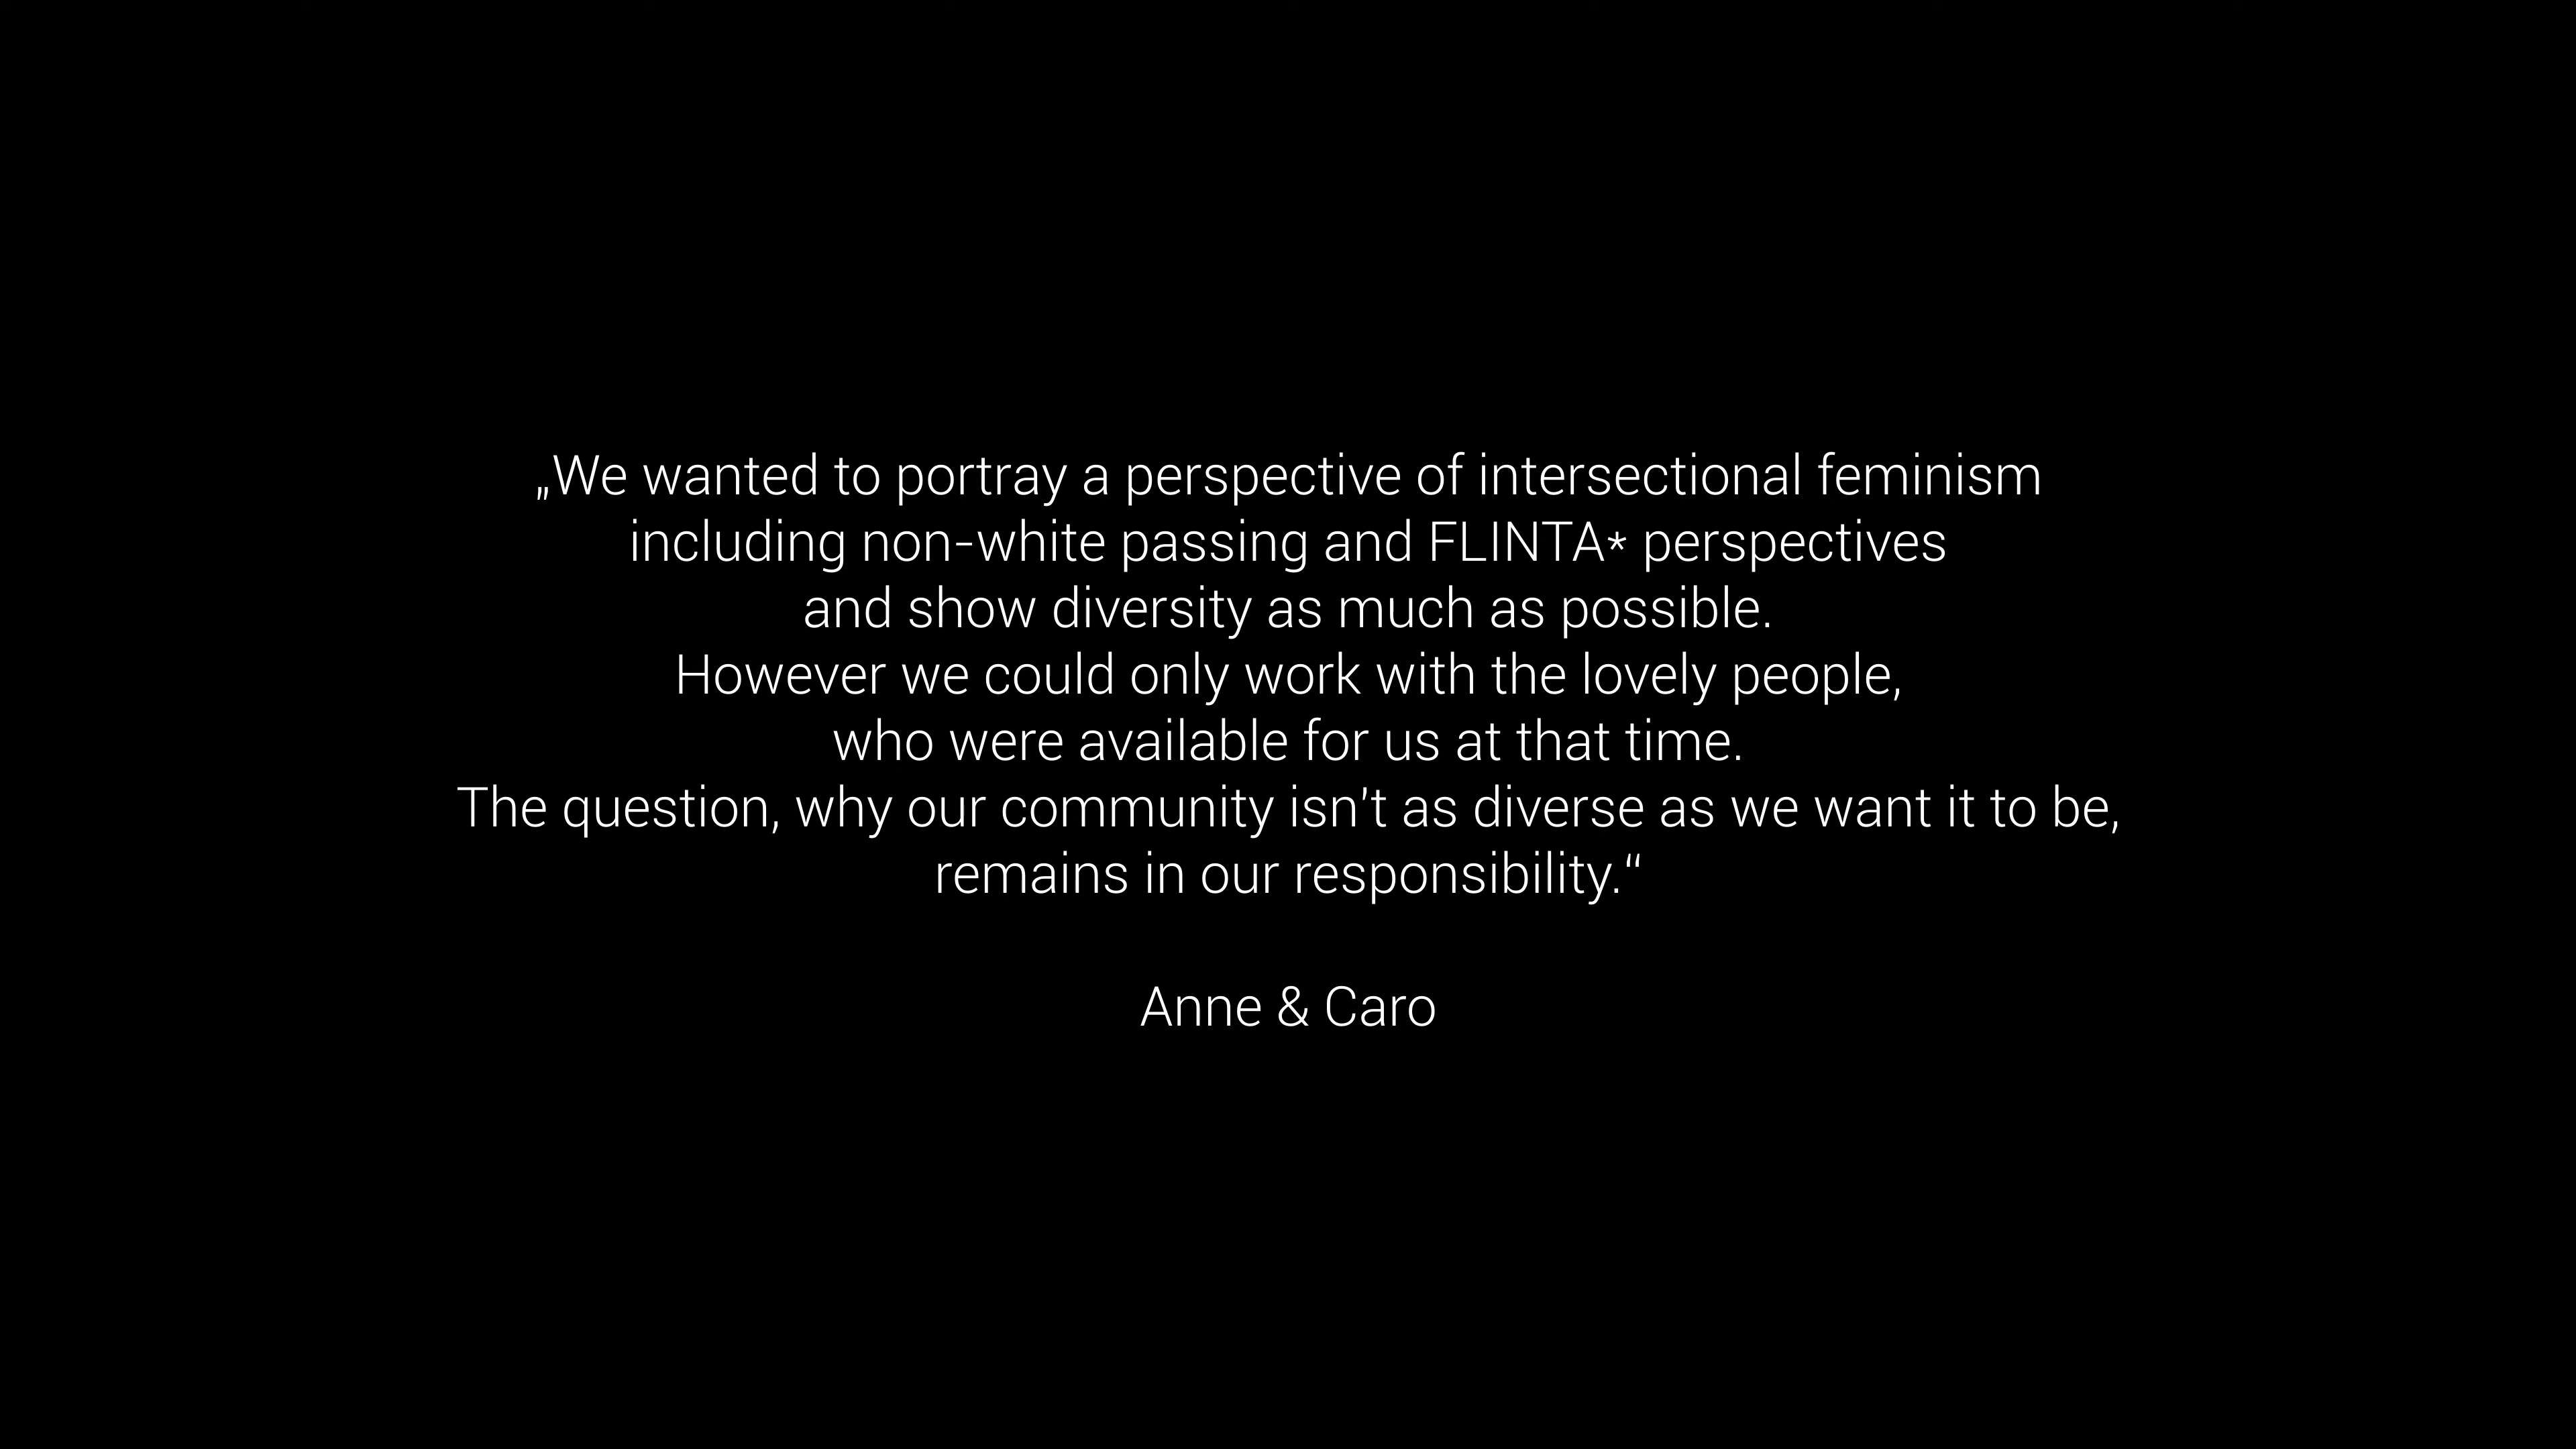 „We wanted to portray a perspective of intersectional feminism
including non-white passing and FLINTA* perspectives
and show diversity as much as possible.
However we could only work with the lovely people,
who were available for us at that time.
The question, why our community isn't as diverse as we want it to be,
remains in our responsibility.“
Anne & Caro